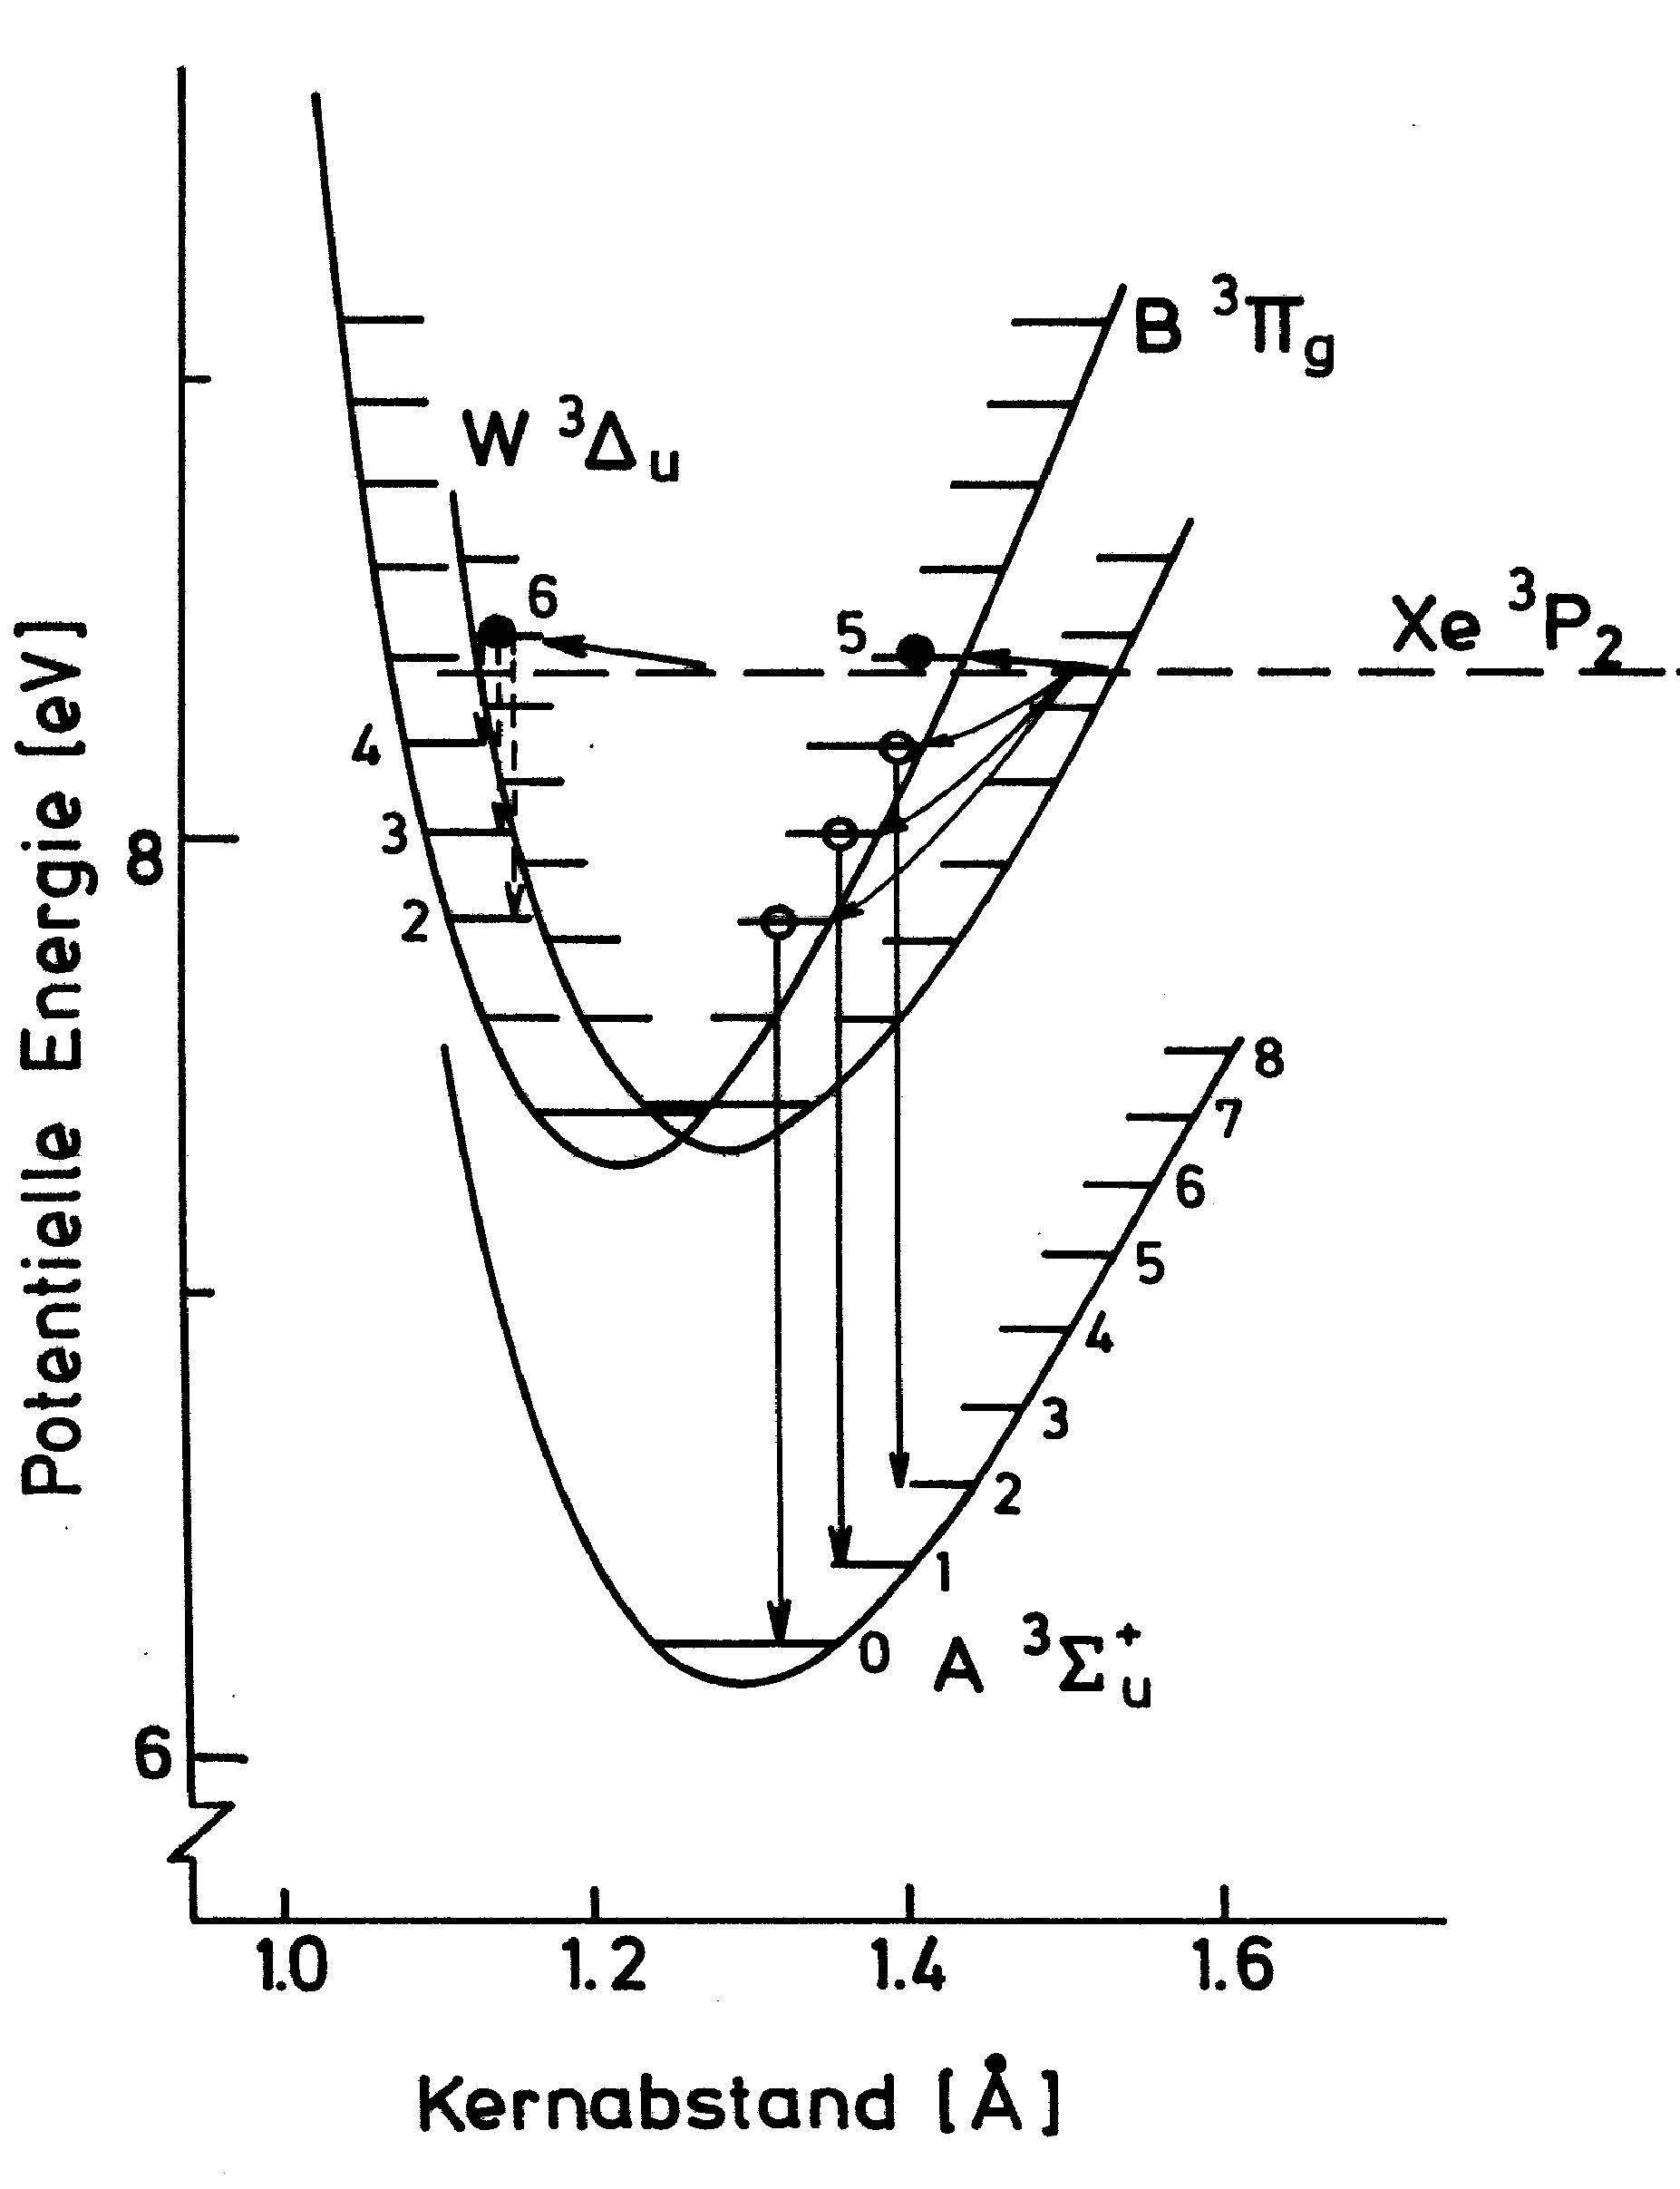 B ³Πg
W ³Δu
6
5
Xe ³P₂
4
3
2
8
8
7
6
5
4
3
2
1
0
A ³Σu⁺
6
1.0 1.2 1.4 1.6
Kernabstand [Å]
Potentielle Energie [eV]